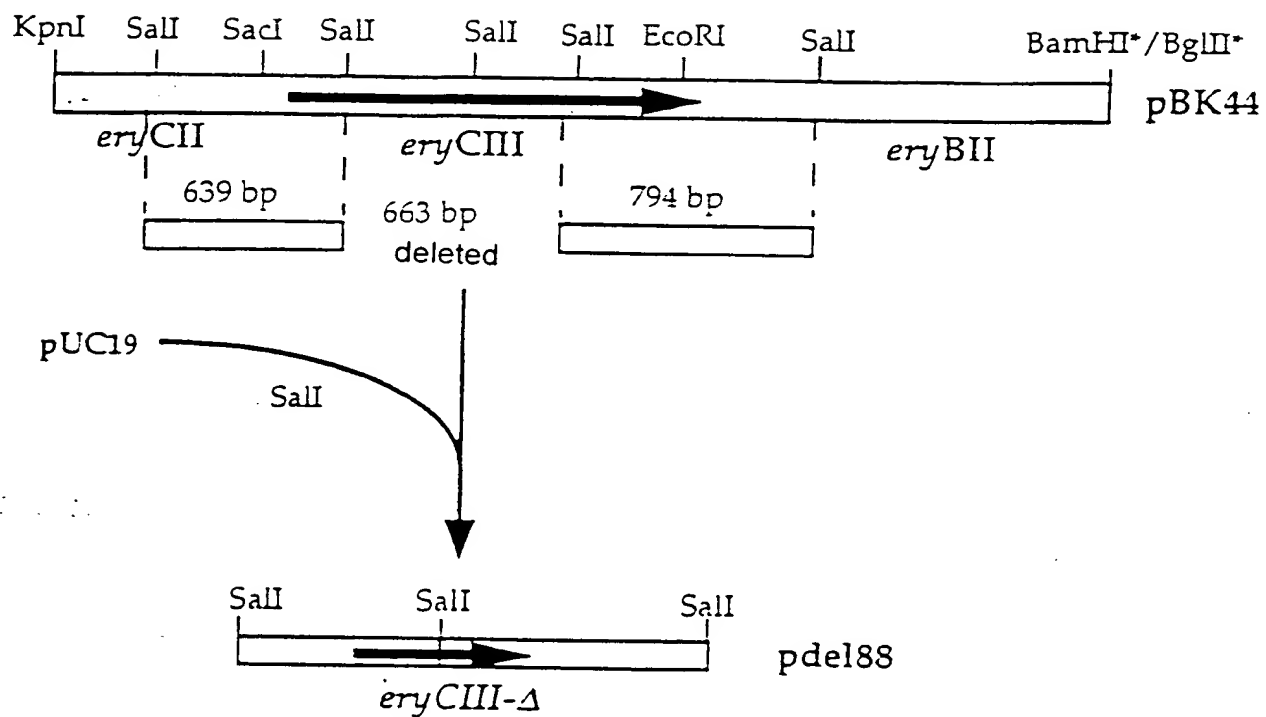 KpnI SalI SacI SalI SalI SalI EcoRI SalI BamHI*/BglII*
pBK44
eryCII eryCIII eryBII
639 bp 663 bp deleted 794 bp
pUC19
SalI
SalI SalI SalI
pdel88
eryCIII-Δ